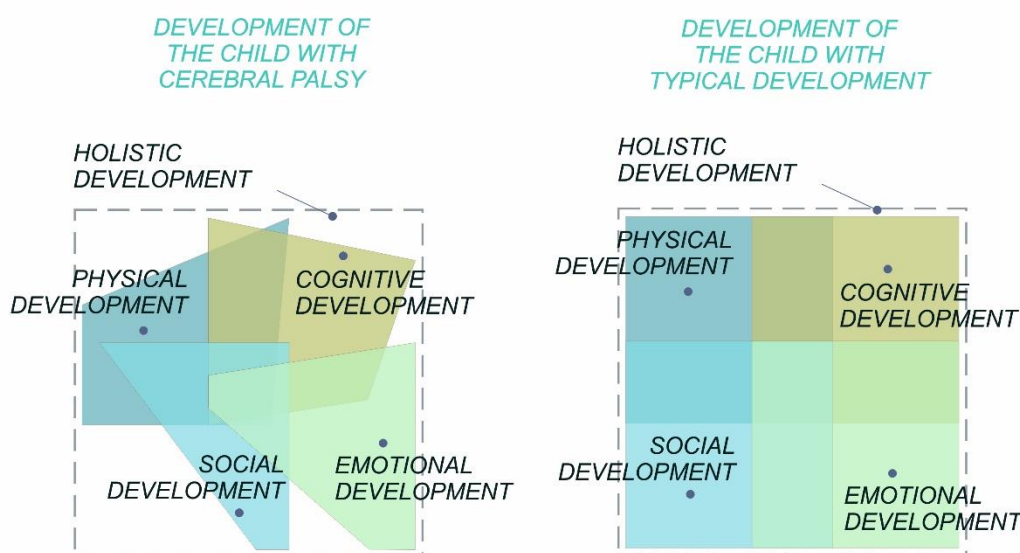 DEVELOPMENT OF
THE CHILD WITH
CEREBRAL PALSY
HOLISTIC
DEVELOPMENT
PHYSICAL
DEVELOPMENT
COGNITIVE
DEVELOPMENT
SOCIAL
DEVELOPMENT
EMOTIONAL
DEVELOPMENT
DEVELOPMENT OF
THE CHILD WITH
TYPICAL DEVELOPMENT
HOLISTIC
DEVELOPMENT
PHYSICAL
DEVELOPMENT
COGNITIVE
DEVELOPMENT
SOCIAL
DEVELOPMENT
EMOTIONAL
DEVELOPMENT